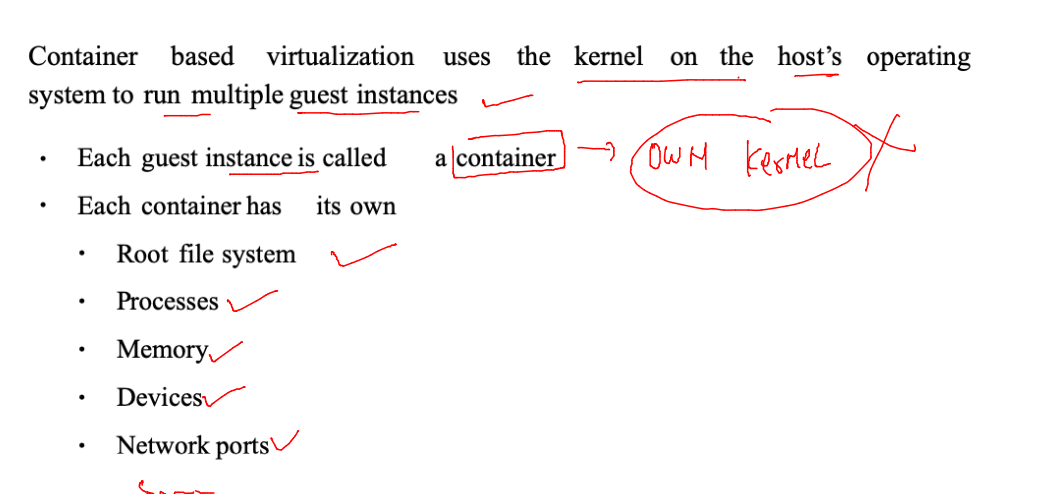 Container based virtualization uses the kernel on the host’s operating
system to run multiple guest instances
• Each guest instance is called a container → OWN KERNEL
• Each container has its own
• Root file system
• Processes
• Memory
• Devices
• Network ports